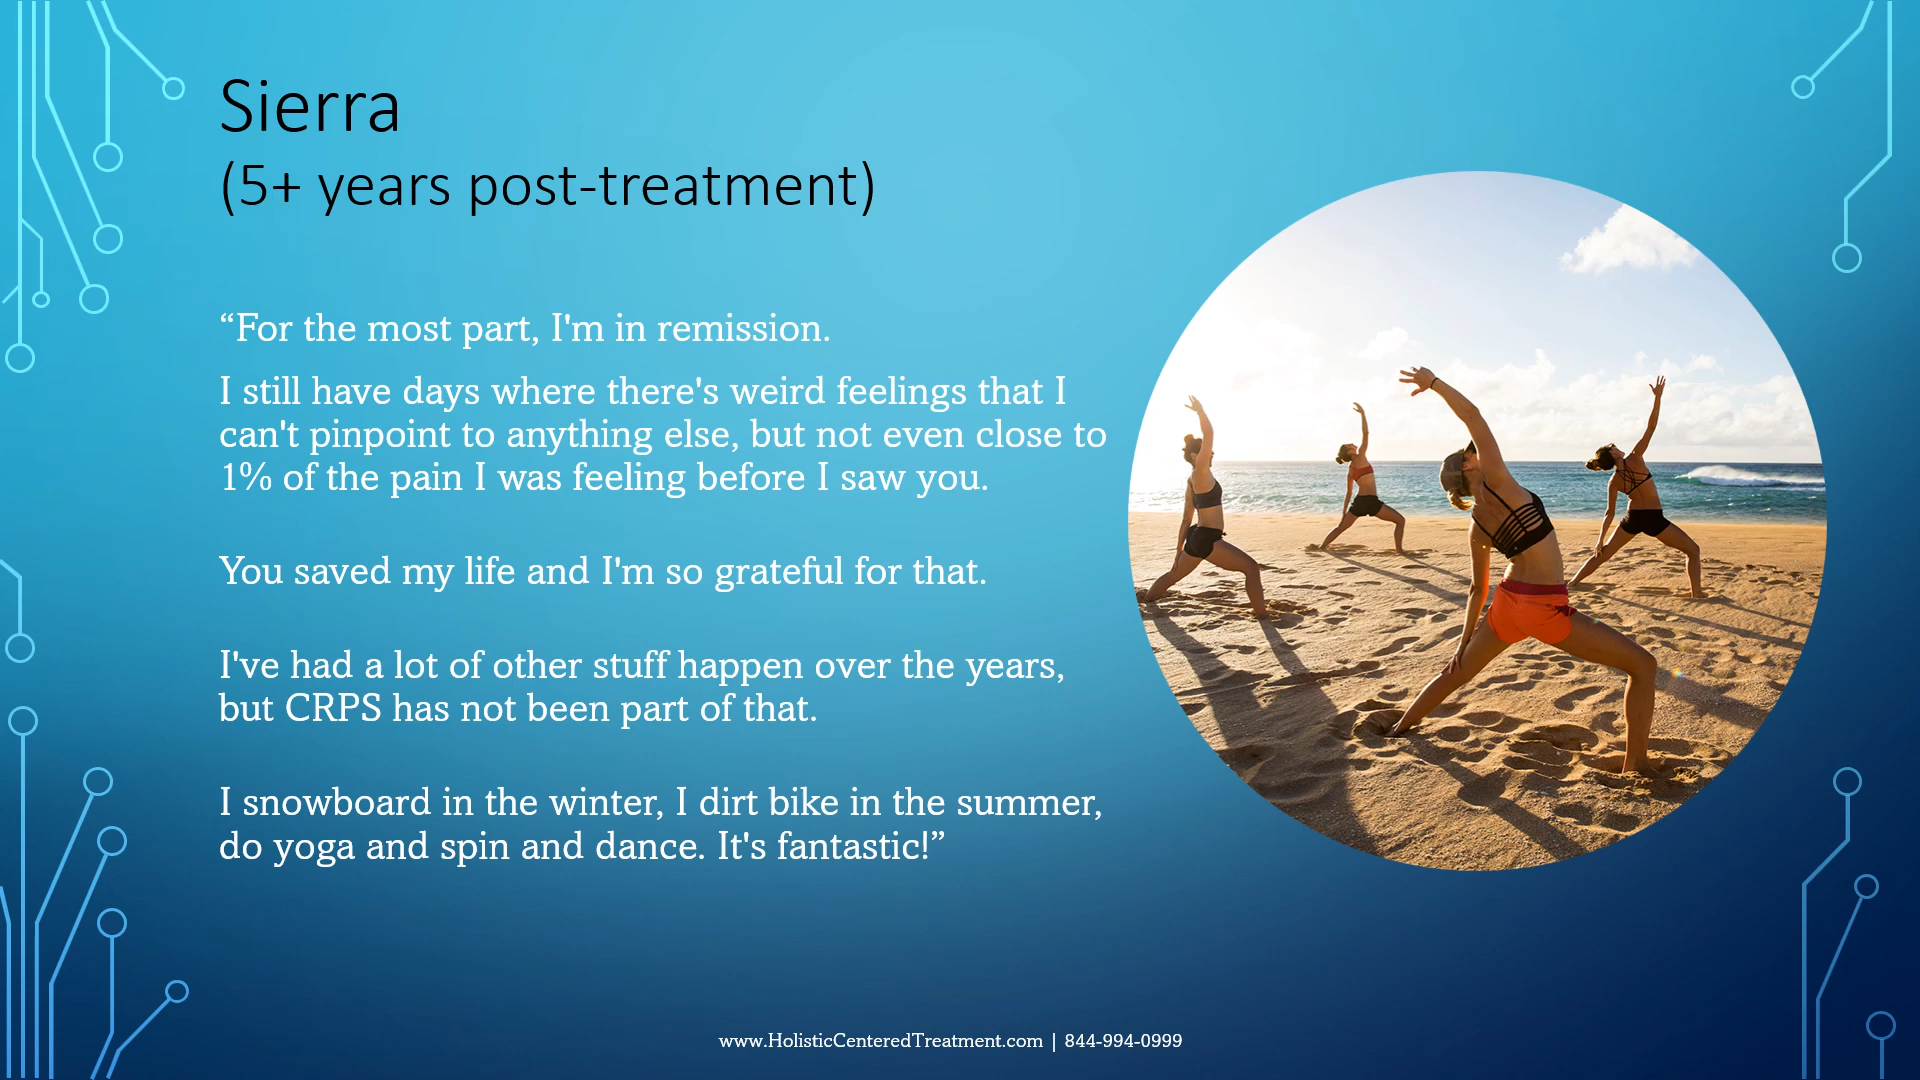 Sierra
(5+ years post-treatment)
“For the most part, I'm in remission.
I still have days where there's weird feelings that I
can't pinpoint to anything else, but not even close to
1% of the pain I was feeling before I saw you.
You saved my life and I'm so grateful for that.
I've had a lot of other stuff happen over the years,
but CRPS has not been part of that.
I snowboard in the winter, I dirt bike in the summer,
do yoga and spin and dance. It's fantastic!”
www.HolisticCenteredTreatment.com | 844-994-0999